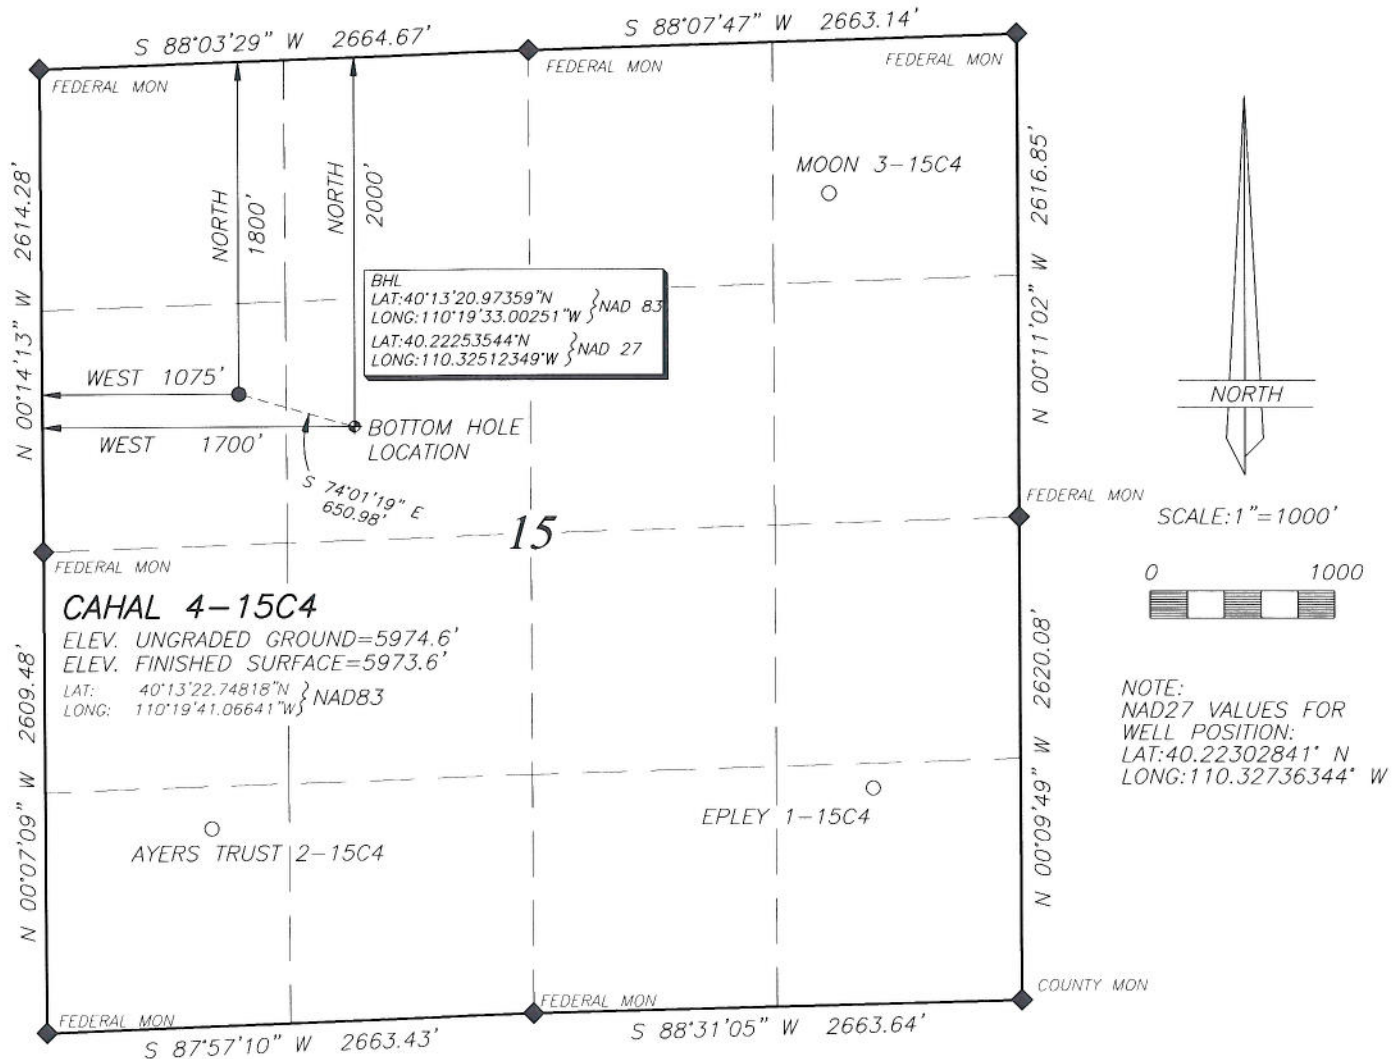 S 88°03'29" W 2664.67'
S 88°07'47" W 2663.14'
FEDERAL MON
FEDERAL MON
FEDERAL MON
N 00°14'13" W 2614.28'
NORTH
1800'
NORTH
2000'
MOON 3-15C4
N 00°11'02" W 2616.85'
BHL
LAT:40°13'20.97359"N
LONG:110°19'33.00251"W } NAD 83
LAT:40.22253544°N
LONG:110.32512349°W } NAD 27
WEST 1075'
WEST 1700'
BOTTOM HOLE
LOCATION
S 74°01'19" E
650.98'
NORTH
SCALE:1"=1000'
0 1000
FEDERAL MON
15
FEDERAL MON
CAHAL 4-15C4
ELEV. UNGRADED GROUND=5974.6'
ELEV. FINISHED SURFACE=5973.6'
LAT: 40°13'22.74818"N
LONG: 110°19'41.06641"W } NAD83
N 00°07'09" W 2609.48'
N 00°09'49" W 2620.08'
NOTE:
NAD27 VALUES FOR
WELL POSITION:
LAT:40.22302841° N
LONG:110.32736344° W
EPLEY 1-15C4
AYERS TRUST 2-15C4
COUNTY MON
FEDERAL MON
FEDERAL MON
S 87°57'10" W 2663.43'
S 88°31'05" W 2663.64'